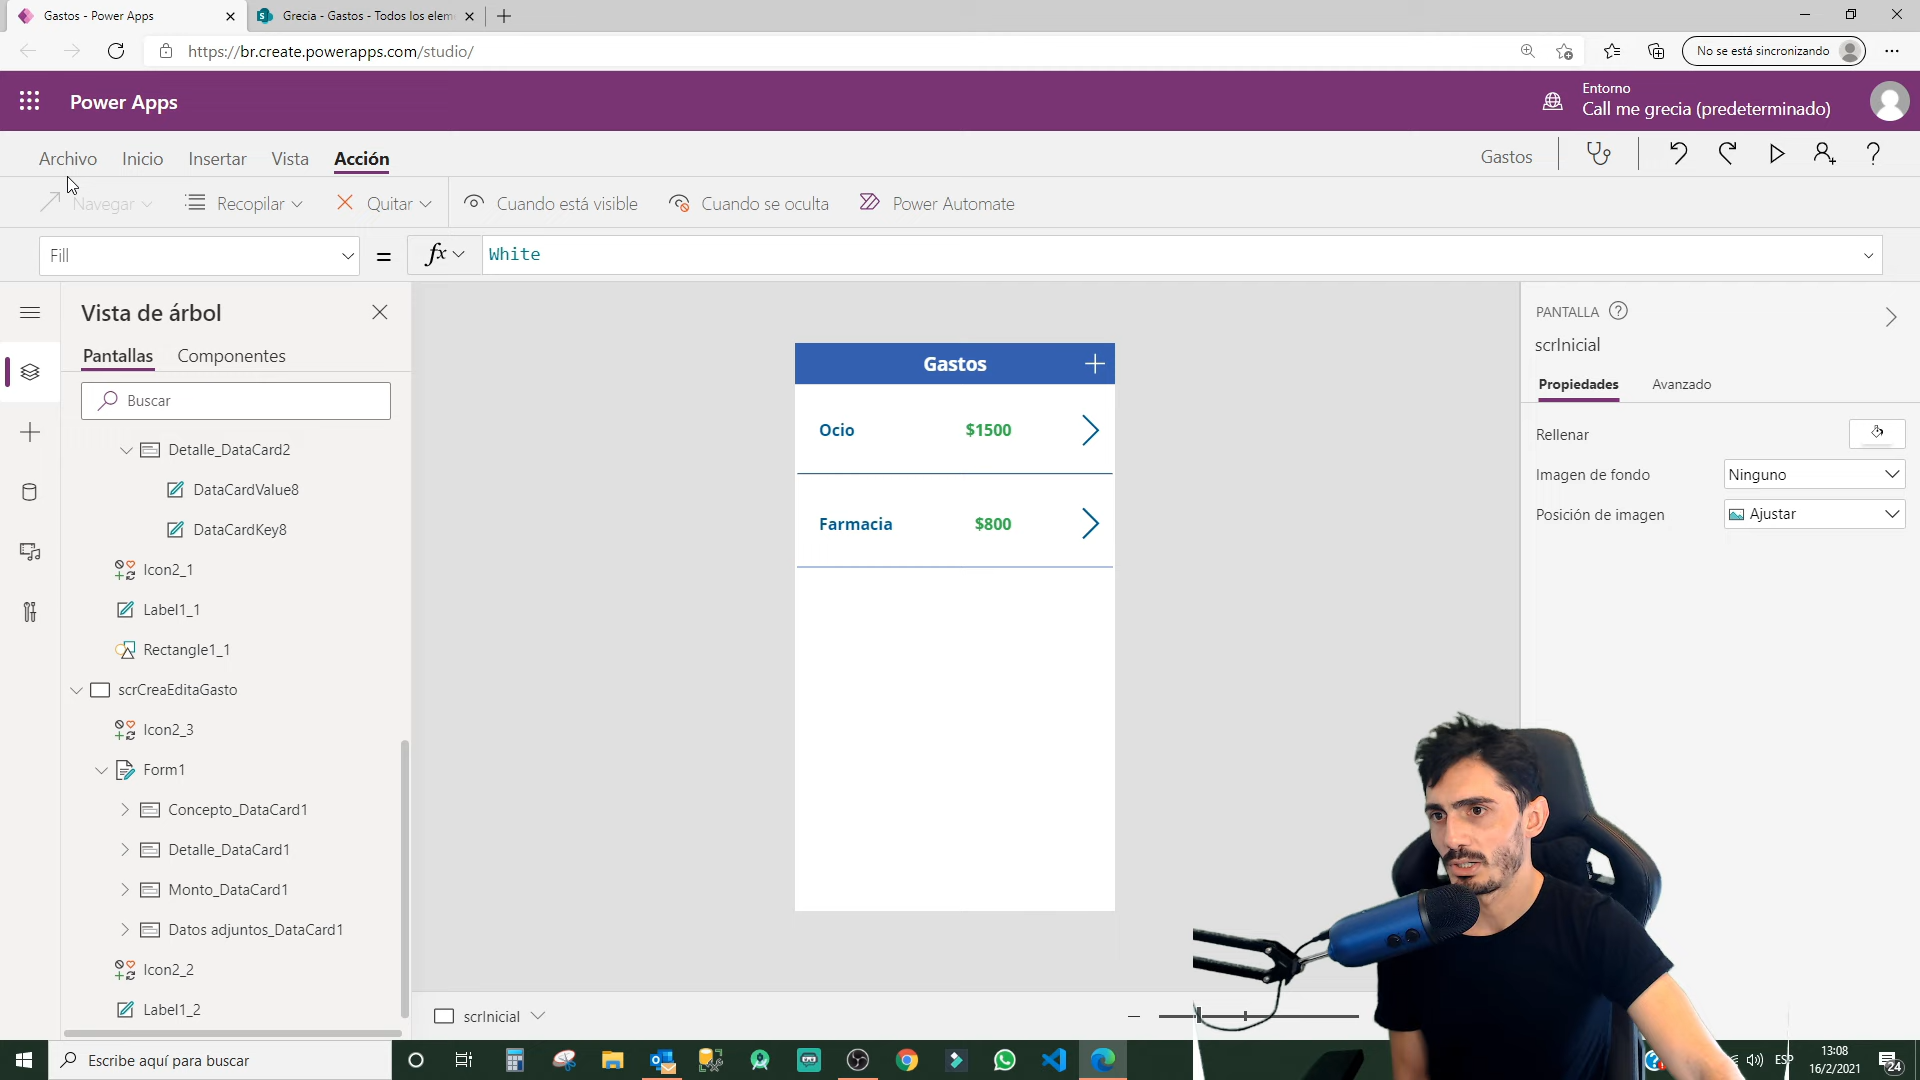 Gastos - Power Apps
Grecia - Gastos - Todos los elem
https://br.create.powerapps.com/studio/
No se está sincronizando
Power Apps
Entorno
Call me grecia (predeterminado)
Archivo
Inicio
Insertar
Vista
Acción
Gastos
Navegar
Recopilar
Quitar
Cuando está visible
Cuando se oculta
Power Automate
Fill
=
fx
White
Vista de árbol
Pantallas
Componentes
Buscar
Detalle_DataCard2
DataCardValue8
DataCardKey8
Icon2_1
Label1_1
Rectangle1_1
scrCreaEditaGasto
Icon2_3
Form1
Concepto_DataCard1
Detalle_DataCard1
Monto_DataCard1
Datos adjuntos_DataCard1
Icon2_2
Label1_2
Gastos
Ocio
$1500
Farmacia
$800
PANTALLA
scrInicial
Propiedades
Avanzado
Rellenar
Imagen de fondo
Ninguno
Posición de imagen
Ajustar
scrInicial
Escribe aquí para buscar
ESP
13:08
16/2/2021
24